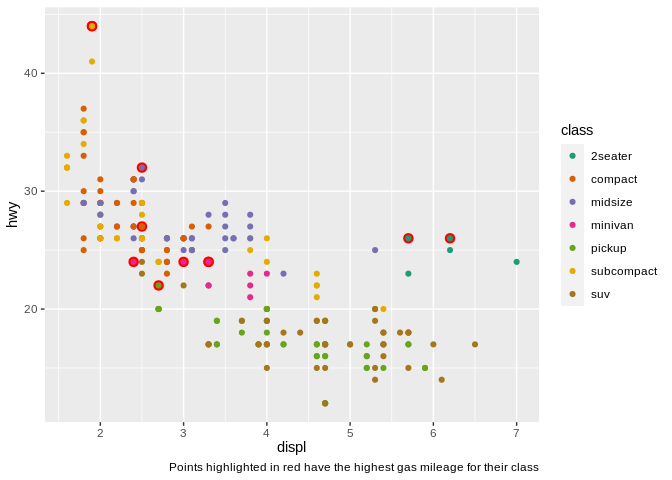 hwy
40
30
20
2
3
4
5
6
7
displ
class
2seater
compact
midsize
minivan
pickup
subcompact
suv
Points highlighted in red have the highest gas mileage for their class